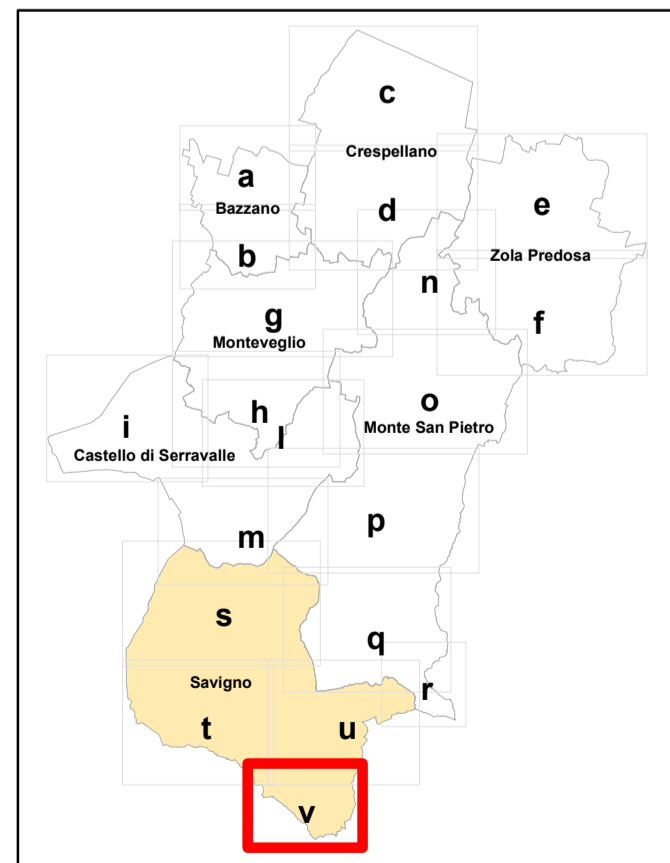 c
Crespellano
a
e
Bazzano
d
b
Zola Predosa
n
g
f
Monteveglio
h
o
i
l
Monte San Pietro
Castello di Serravalle
p
m
s
q
Savigno
r
t
u
v